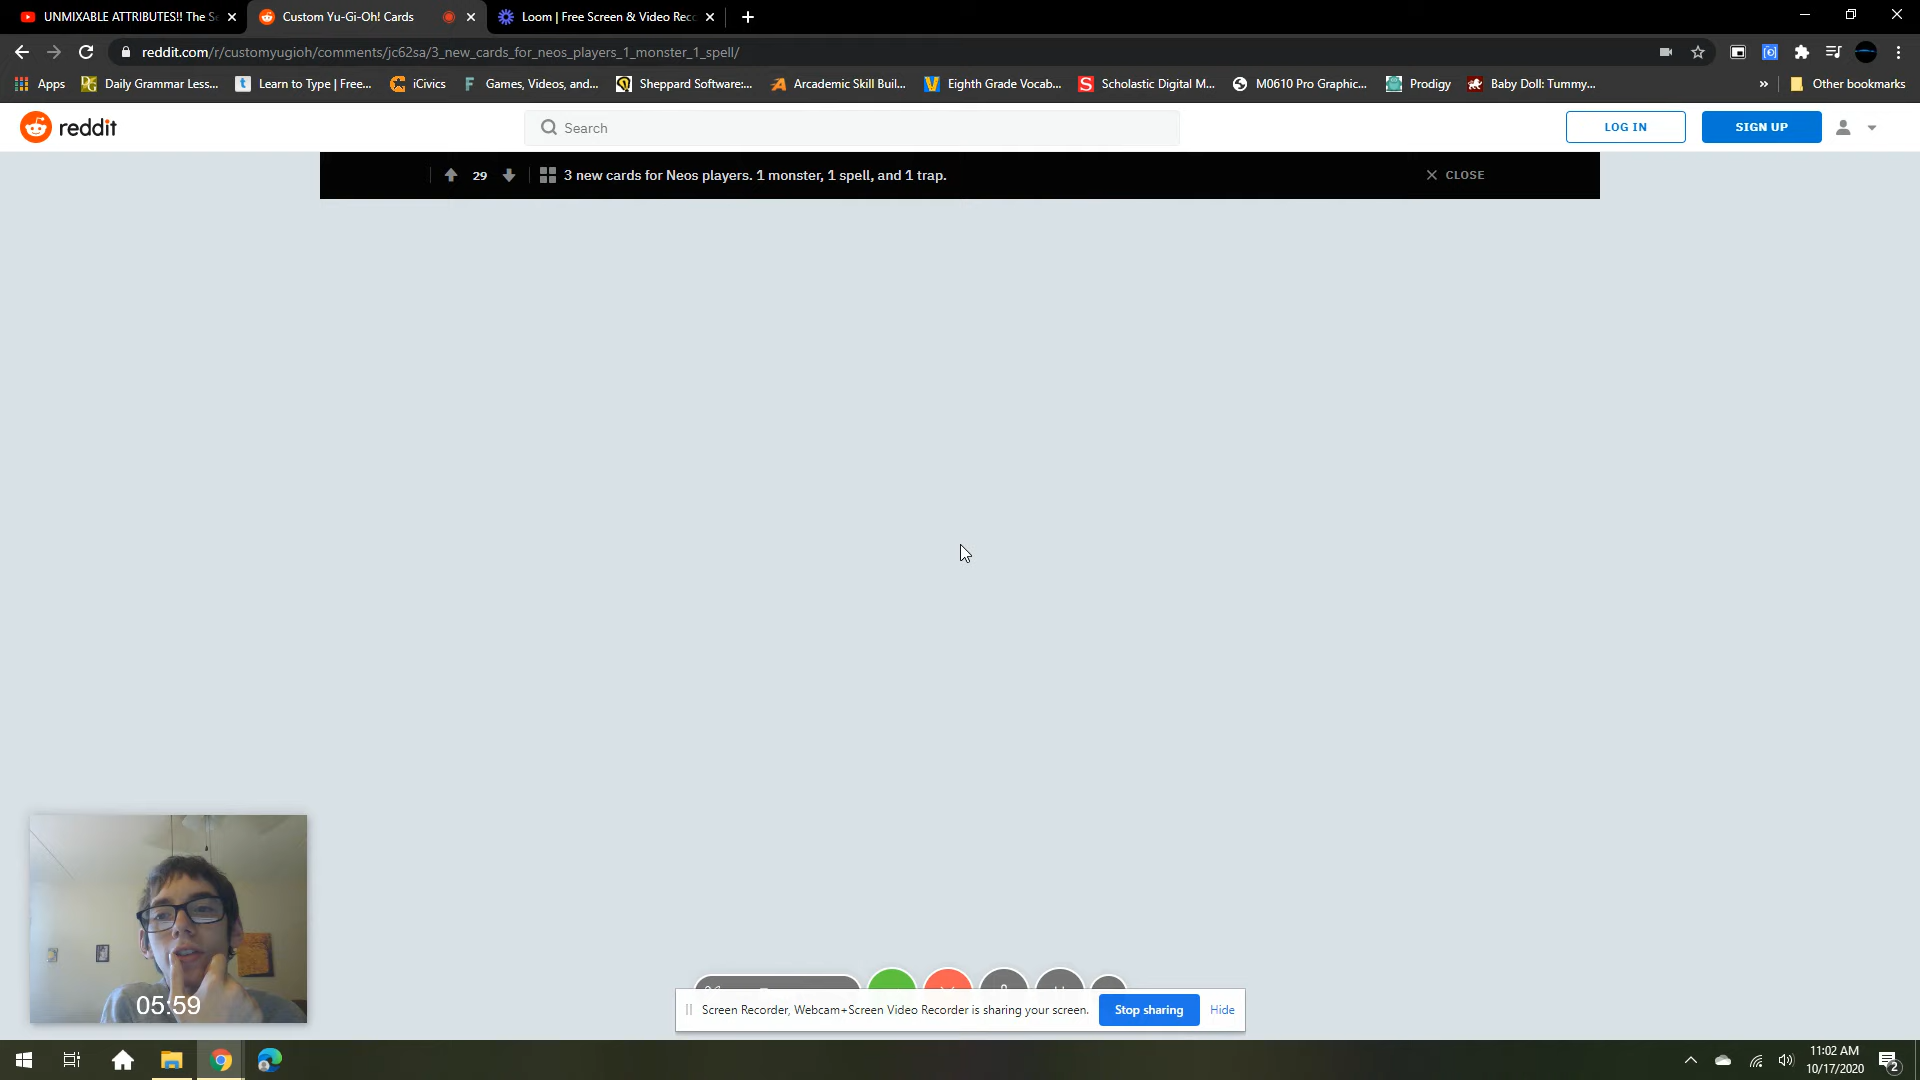 UNMIXABLE ATTRIBUTES!! The S
Custom Yu-Gi-Oh! Cards
Loom | Free Screen & Video Rec
reddit.com/r/customyugioh/comments/jc62sa/3_new_cards_for_neos_players_1_monster_1_spell/
Apps
Daily Grammar Less...
Learn to Type | Free...
iCivics
Games, Videos, and...
Sheppard Software:...
Arcademic Skill Buil...
Eighth Grade Vocab...
Scholastic Digital M...
M0610 Pro Graphic...
Prodigy
Baby Doll: Tummy...
»
Other bookmarks
reddit
Search
LOG IN
SIGN UP
29
3 new cards for Neos players. 1 monster, 1 spell, and 1 trap.
CLOSE
05:59
Screen Recorder, Webcam+Screen Video Recorder is sharing your screen.
Stop sharing
Hide
11:02 AM
10/17/2020
2